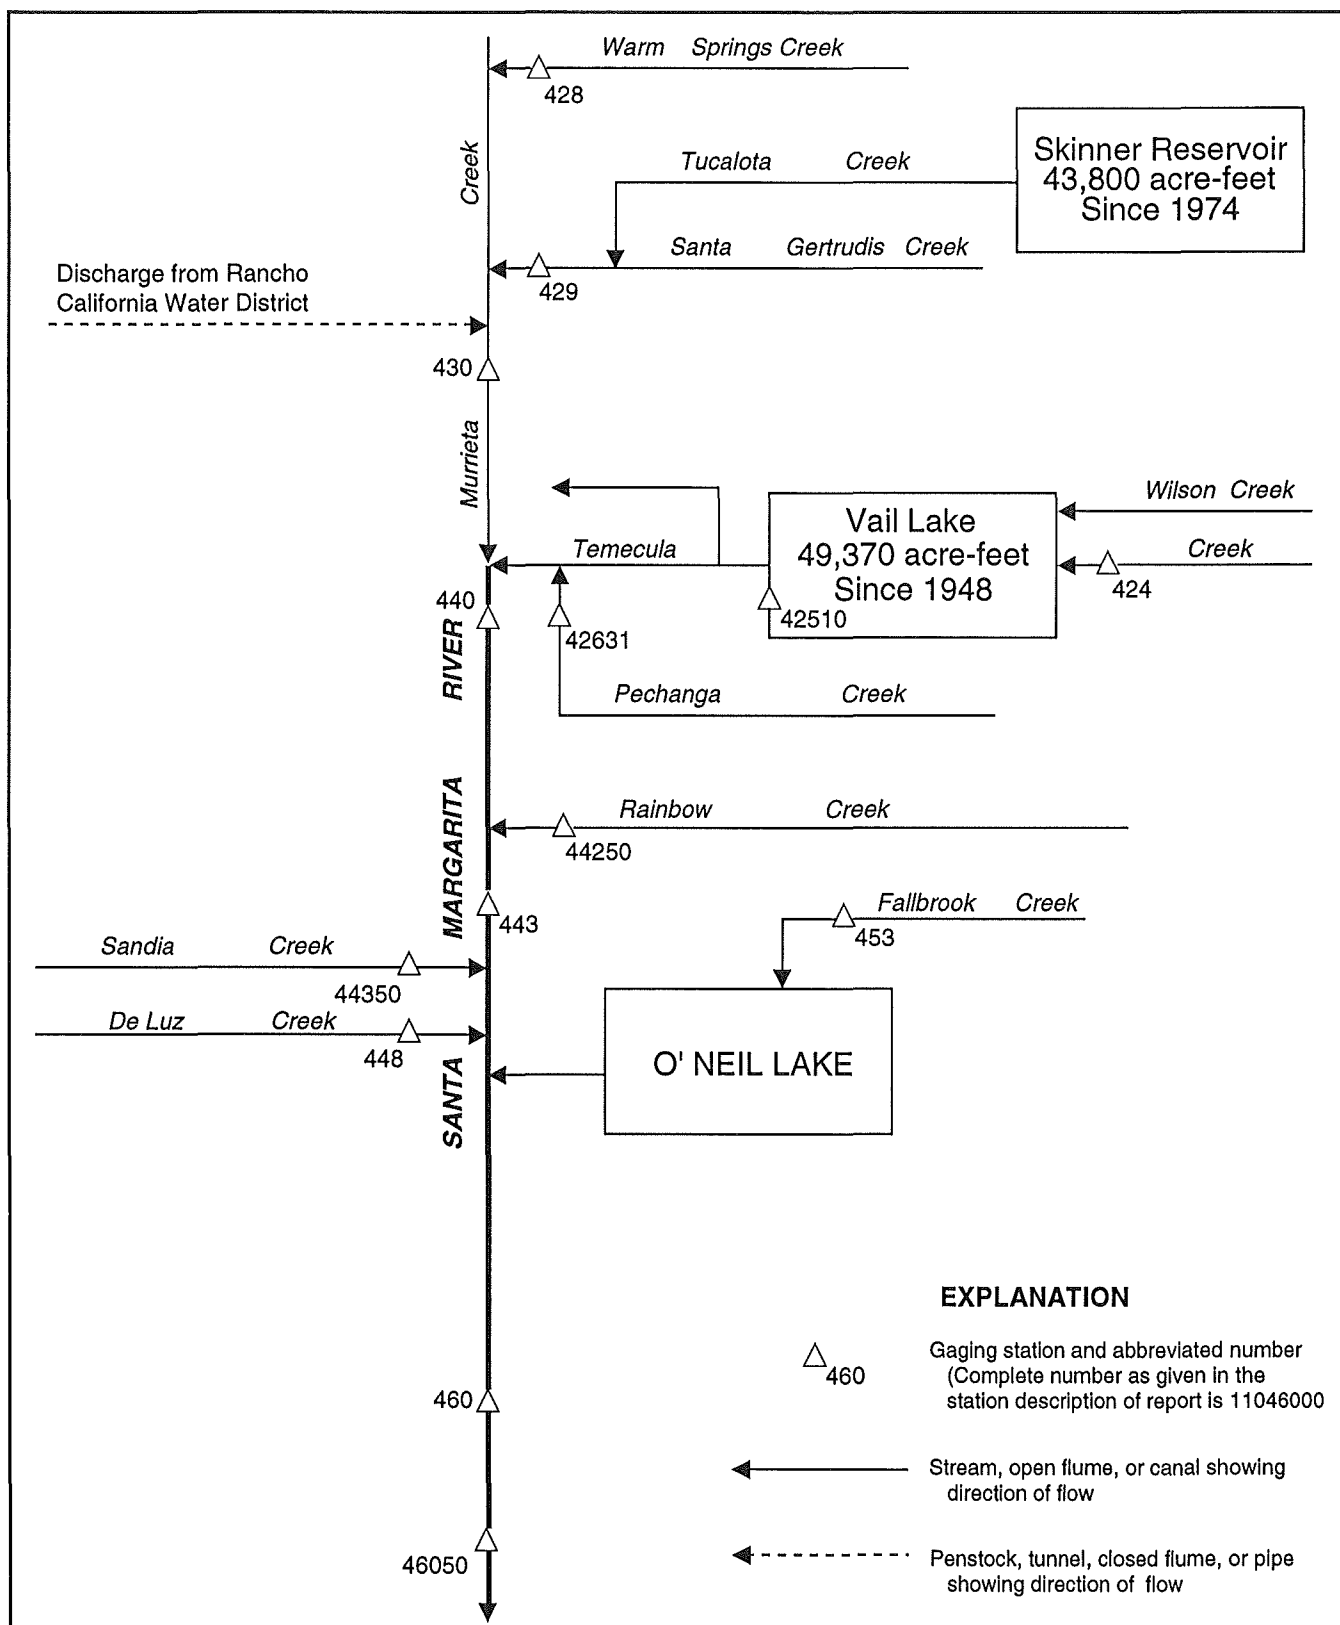 Warm Springs Creek
428
Creek
Tucalota Creek
Skinner Reservoir
43,800 acre-feet
Since 1974
Santa Gertrudis Creek
429
Discharge from Rancho
California Water District
430
Murrieta
Wilson Creek
Vail Lake
49,370 acre-feet
Since 1948
Temecula
Creek
424
42510
440
42631
RIVER
Pechanga Creek
MARGARITA
Rainbow Creek
44250
443
Fallbrook Creek
453
Sandia Creek
44350
De Luz Creek
448
O' NEIL LAKE
SANTA
EXPLANATION
460
Gaging station and abbreviated number
(Complete number as given in the
station description of report is 11046000
460
Stream, open flume, or canal showing
direction of flow
46050
Penstock, tunnel, closed flume, or pipe
showing direction of flow